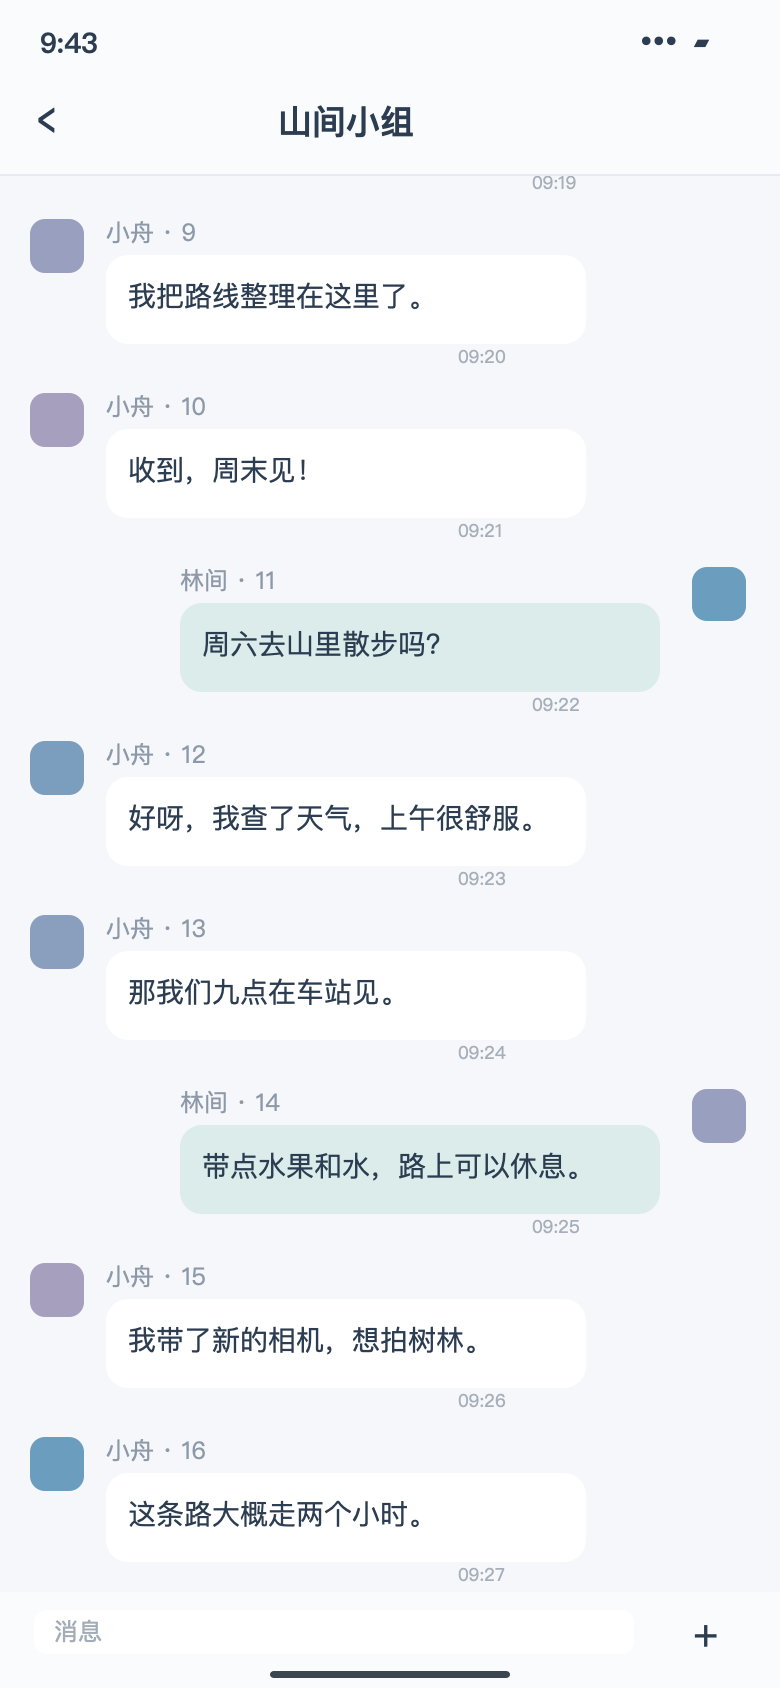 9:43
山间小组
09:19
小舟 · 9
我把路线整理在这里了。
09:20
小舟 · 10
收到，周末见！
09:21
林间 · 11
周六去山里散步吗？
09:22
小舟 · 12
好呀，我查了天气，上午很舒服。
09:23
小舟 · 13
那我们九点在车站见。
09:24
林间 · 14
带点水果和水，路上可以休息。
09:25
小舟 · 15
我带了新的相机，想拍树林。
09:26
小舟 · 16
这条路大概走两个小时。
09:27
消息